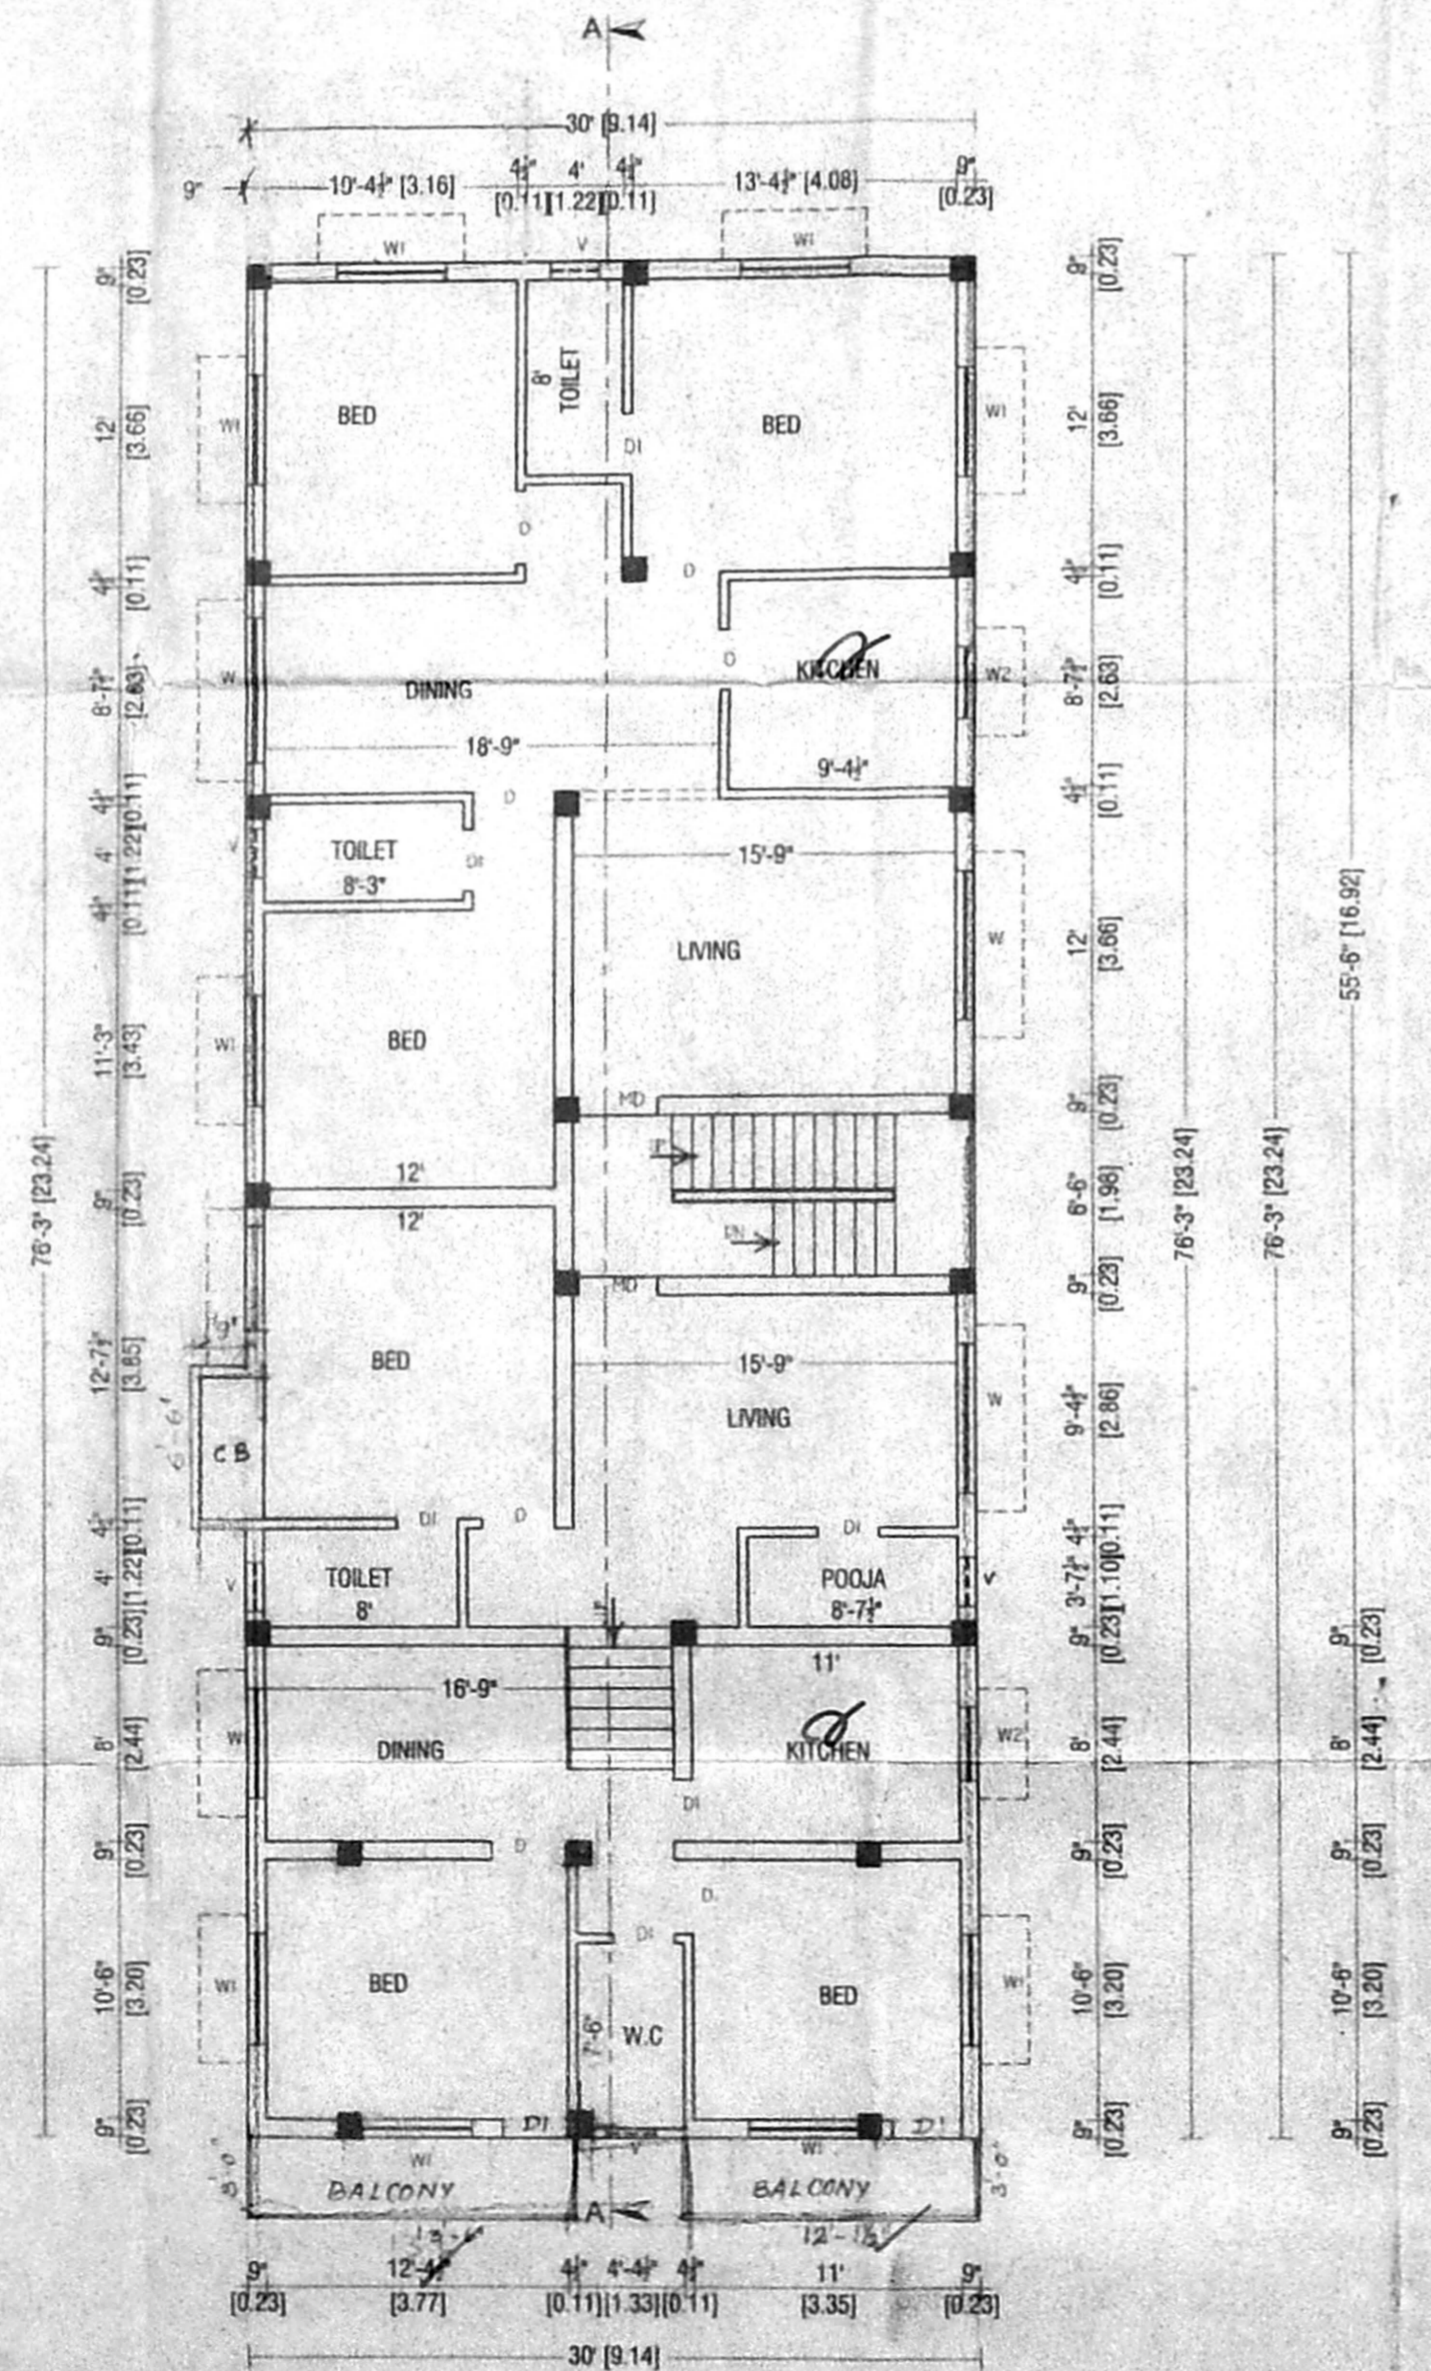 A
30' [9.14]
9" 10'-4½" [3.16] 4½" 4' 4½" 13'-4½" [4.08] 9"
[0.11] [1.22] [0.11] [0.23]
W1 V W1
9" [0.23] 9" [0.23]
8' TOILET
BED BED
W1 W1
12' [3.66] 12' [3.66]
D1
D
D
4½" [0.11] 4½" [0.11]
KITCHEN
W D W2
DINING
8'-7½" [2.63] 8'-7½" [2.63]
18'-9"
9'-4½"
D
4½" [0.11] 4½" [0.11]
TOILET
8'-3"
V D1
4' [1.22]
15'-9"
4½" [0.11]
LIVING
W
12' [3.66]
55'-6" [16.92]
BED
W1
11'-3" [3.43]
MD
9" [0.23]
12'
12'
9" [0.23]
DN
6'-6" [1.98]
76'-3" [23.24] 76'-3" [23.24] 76'-3" [23.24]
MD
9" [0.23]
BED
15'-9"
12'-7½" [3.85]
LIVING
W
9'-4½" [2.86]
6'-6"
CB
D1 D D1
4½" [0.11] 4½" [0.11]
TOILET
8'
POOJA
8'-7½"
V V
4' [1.22] 3'-7½" [1.10]
9" [0.23] 9" [0.23] 9" [0.23]
11'
16'-9"
W W2
DINING KITCHEN
8' [2.44] 8' [2.44] 8' [2.44]
D1
D
9" [0.23] 9" [0.23] 9" [0.23]
D
D1
BED BED
W1 W1
10'-6" [3.20] 10'-6" [3.20] 10'-6" [3.20]
7'-6" W.C
D1 D1
9" [0.23] 9" [0.23] 9" [0.23]
W1 V W1
3'-0" BALCONY BALCONY 3'-0"
A
13'-6" 12'-1½"
9" 12'-4½" 4½" 4'-4½" 4½" 11' 9"
[0.23] [3.77] [0.11] [1.33] [0.11] [3.35] [0.23]
30' [9.14]